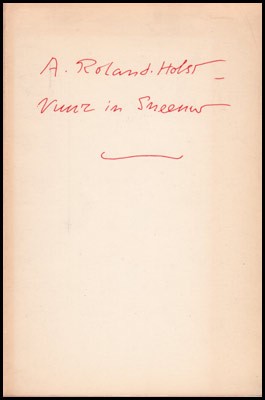 A. Roland.Holst –
Vuur in Sneeuw